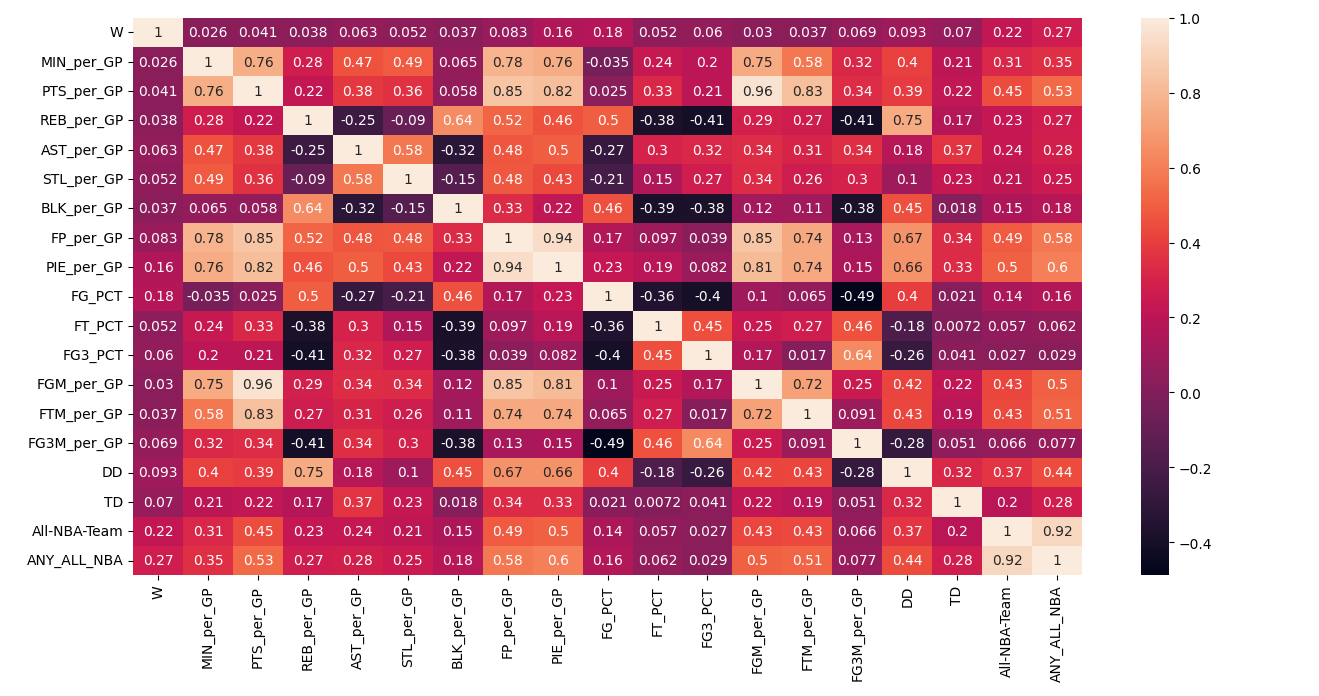 W 1 0.026 0.041 0.038 0.063 0.052 0.037 0.083 0.16 0.18 0.052 0.06 0.03 0.037 0.069 0.093 0.07 0.22 0.27
MIN_per_GP 0.026 1 0.76 0.28 0.47 0.49 0.065 0.78 0.76 -0.035 0.24 0.2 0.75 0.58 0.32 0.4 0.21 0.31 0.35
PTS_per_GP 0.041 0.76 1 0.22 0.38 0.36 0.058 0.85 0.82 0.025 0.33 0.21 0.96 0.83 0.34 0.39 0.22 0.45 0.53
REB_per_GP 0.038 0.28 0.22 1 -0.25 -0.09 0.64 0.52 0.46 0.5 -0.38 -0.41 0.29 0.27 -0.41 0.75 0.17 0.23 0.27
AST_per_GP 0.063 0.47 0.38 -0.25 1 0.58 -0.32 0.48 0.5 -0.27 0.3 0.32 0.34 0.31 0.34 0.18 0.37 0.24 0.28
STL_per_GP 0.052 0.49 0.36 -0.09 0.58 1 -0.15 0.48 0.43 -0.21 0.15 0.27 0.34 0.26 0.3 0.1 0.23 0.21 0.25
BLK_per_GP 0.037 0.065 0.058 0.64 -0.32 -0.15 1 0.33 0.22 0.46 -0.39 -0.38 0.12 0.11 -0.38 0.45 0.018 0.15 0.18
FP_per_GP 0.083 0.78 0.85 0.52 0.48 0.48 0.33 1 0.94 0.17 0.097 0.039 0.85 0.74 0.13 0.67 0.34 0.49 0.58
PIE_per_GP 0.16 0.76 0.82 0.46 0.5 0.43 0.22 0.94 1 0.23 0.19 0.082 0.81 0.74 0.15 0.66 0.33 0.5 0.6
FG_PCT 0.18 -0.035 0.025 0.5 -0.27 -0.21 0.46 0.17 0.23 1 -0.36 -0.4 0.1 0.065 -0.49 0.4 0.021 0.14 0.16
FT_PCT 0.052 0.24 0.33 -0.38 0.3 0.15 -0.39 0.097 0.19 -0.36 1 0.45 0.25 0.27 0.46 -0.18 0.0072 0.057 0.062
FG3_PCT 0.06 0.2 0.21 -0.41 0.32 0.27 -0.38 0.039 0.082 -0.4 0.45 1 0.17 0.017 0.64 -0.26 0.041 0.027 0.029
FGM_per_GP 0.03 0.75 0.96 0.29 0.34 0.34 0.12 0.85 0.81 0.1 0.25 0.17 1 0.72 0.25 0.42 0.22 0.43 0.5
FTM_per_GP 0.037 0.58 0.83 0.27 0.31 0.26 0.11 0.74 0.74 0.065 0.27 0.017 0.72 1 0.091 0.43 0.19 0.43 0.51
FG3M_per_GP 0.069 0.32 0.34 -0.41 0.34 0.3 -0.38 0.13 0.15 -0.49 0.46 0.64 0.25 0.091 1 -0.28 0.051 0.066 0.077
DD 0.093 0.4 0.39 0.75 0.18 0.1 0.45 0.67 0.66 0.4 -0.18 -0.26 0.42 0.43 -0.28 1 0.32 0.37 0.44
TD 0.07 0.21 0.22 0.17 0.37 0.23 0.018 0.34 0.33 0.021 0.0072 0.041 0.22 0.19 0.051 0.32 1 0.2 0.28
All-NBA-Team 0.22 0.31 0.45 0.23 0.24 0.21 0.15 0.49 0.5 0.14 0.057 0.027 0.43 0.43 0.066 0.37 0.2 1 0.92
ANY_ALL_NBA 0.27 0.35 0.53 0.27 0.28 0.25 0.18 0.58 0.6 0.16 0.062 0.029 0.5 0.51 0.077 0.44 0.28 0.92 1
W MIN_per_GP PTS_per_GP REB_per_GP AST_per_GP STL_per_GP BLK_per_GP FP_per_GP PIE_per_GP FG_PCT FT_PCT FG3_PCT FGM_per_GP FTM_per_GP FG3M_per_GP DD TD All-NBA-Team ANY_ALL_NBA
1.0
0.8
0.6
0.4
0.2
0.0
−0.2
−0.4